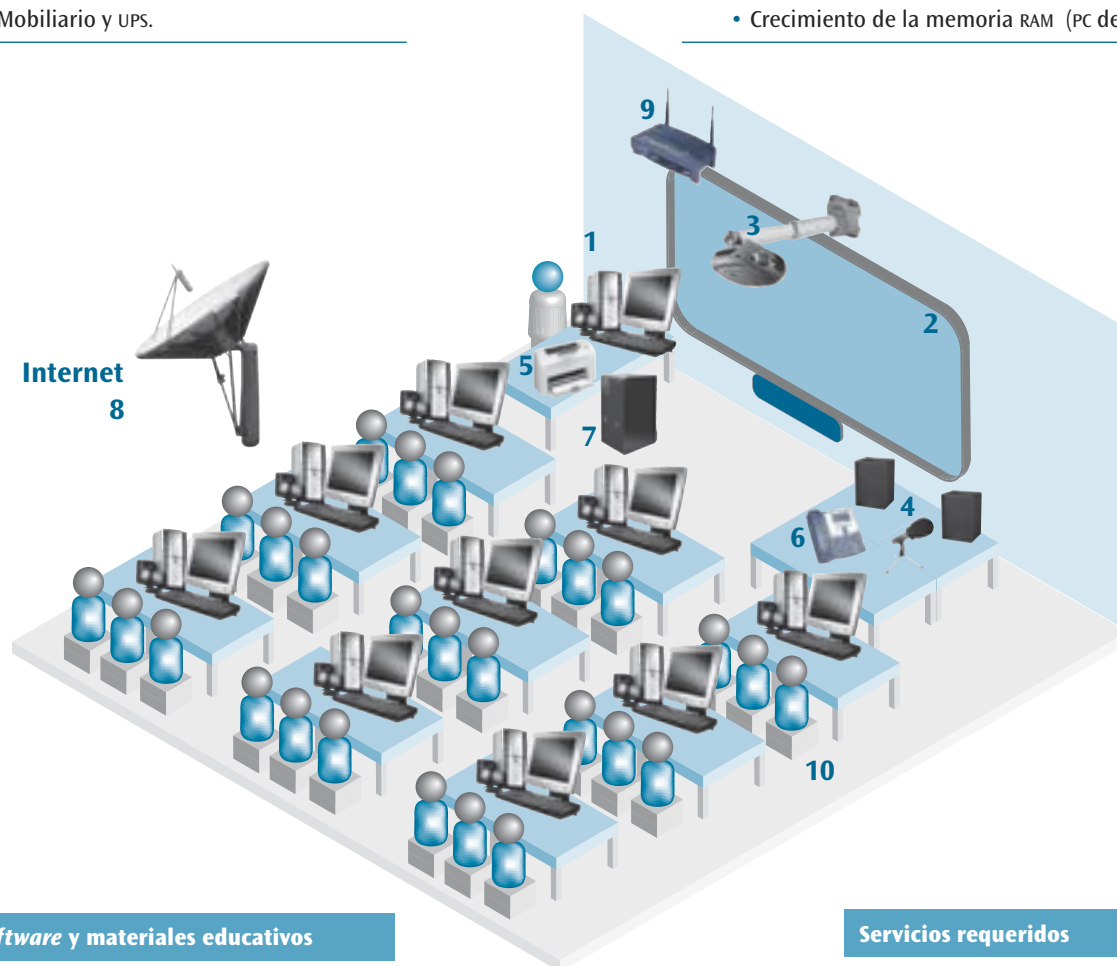 Mobiliario y UPS.
• Crecimiento de la memoria RAM (PC de
9
3
1
2
Internet
8
5
7
4
6
10
y materiales educativos
Servicios requeridos